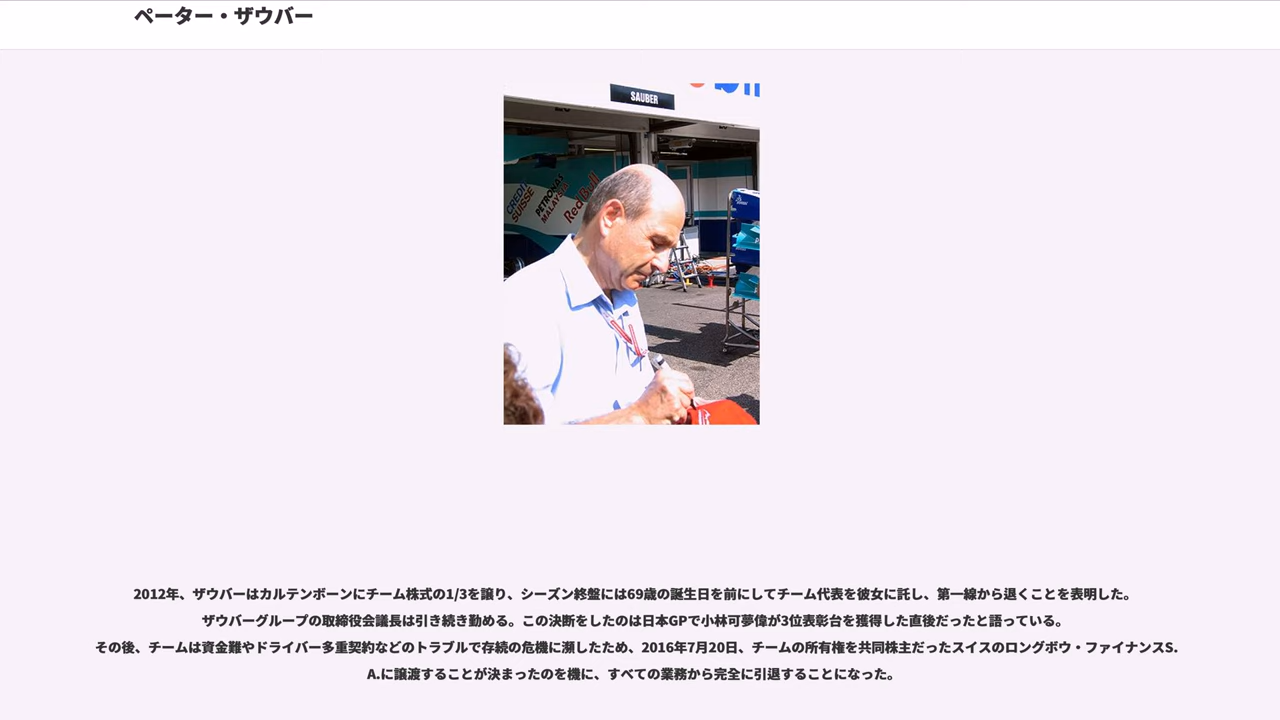 ペーター・ザウバー
SAUBER
CREDIT
SUISSE
PETRONAS
MALAYSIA
Red Bull
2012年、ザウバーはカルテンボーンにチーム株式の1/3を譲り、シーズン終盤には69歳の誕生日を前にしてチーム代表を彼女に託し、第一線から退くことを表明した。
ザウバーグループの取締役会議長は引き続き勤める。この決断をしたのは日本GPで小林可夢偉が3位表彰台を獲得した直後だったと語っている。
その後、チームは資金難やドライバー多重契約などのトラブルで存続の危機に瀕したため、2016年7月20日、チームの所有権を共同株主だったスイスのロングボウ・ファイナンスS.
A.に譲渡することが決まったのを機に、すべての業務から完全に引退することになった。